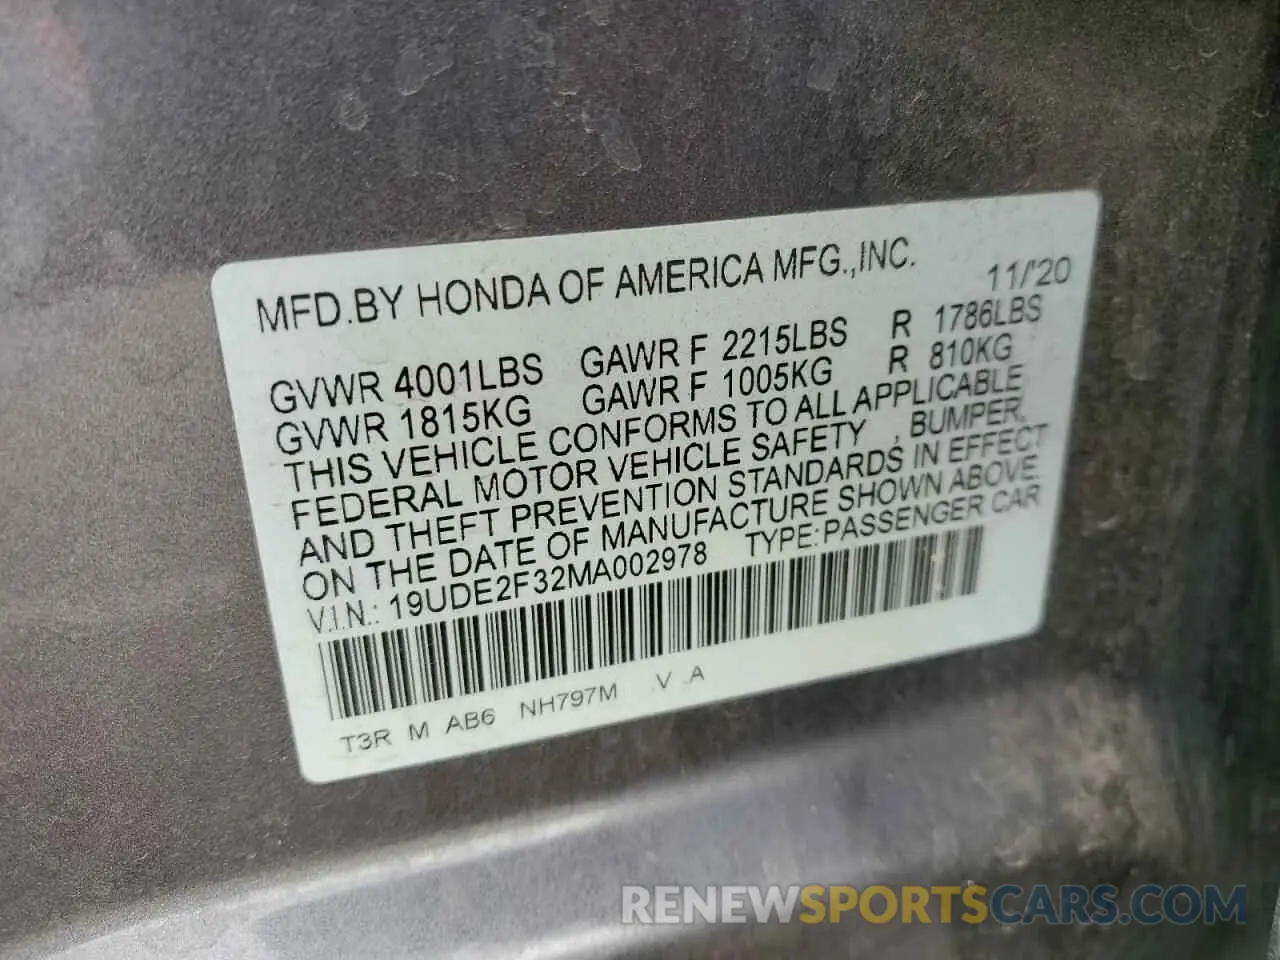 MFD.BY HONDA OF AMERICA MFG.,INC. 11/'20
GVWR 4001LBS GAWR F 2215LBS R 1786LBS
GVWR 1815KG GAWR F 1005KG R 810KG
THIS VEHICLE CONFORMS TO ALL APPLICABLE
FEDERAL MOTOR VEHICLE SAFETY , BUMPER,
AND THEFT PREVENTION STANDARDS IN EFFECT
ON THE DATE OF MANUFACTURE SHOWN ABOVE.
V.I.N.: 19UDE2F32MA002978 TYPE:PASSENGER CAR
T3R M AB6 NH797M .V .A
RENEWSPORTSCARS.COM